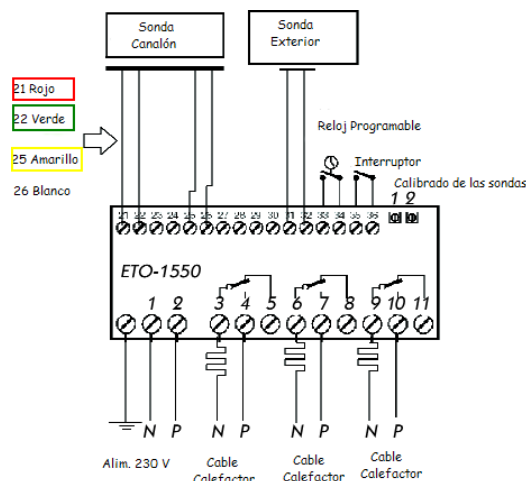 Sonda
Canalón
Sonda
Exterior
21 Rojo
22 Verde
25 Amarillo
26 Blanco
Reloj Programable
Interruptor
Calibrado de las sondas
1 2
21 22 23 24 25 26 27 28 29 30 31 32 33 34 35 36
ETO-1550
1 2 3 4 5 6 7 8 9 10 11
N P N P N P N P
Alim. 230 V
Cable
Calefactor
Cable
Calefactor
Cable
Calefactor